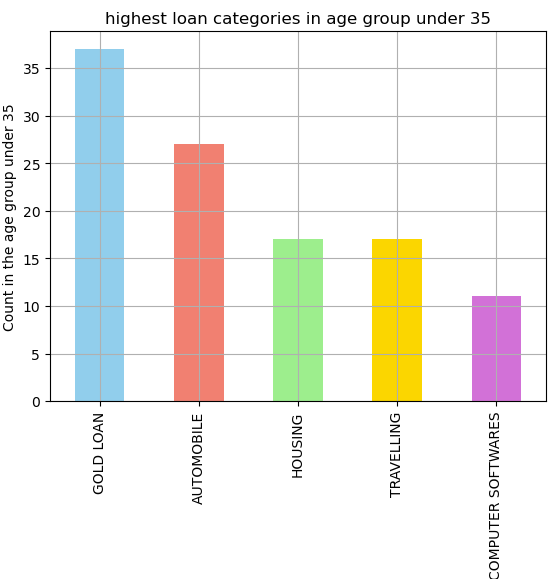 highest loan categories in age group under 35
Count in the age group under 35
35
30
25
20
15
10
5
0
GOLD LOAN
AUTOMOBILE
HOUSING
TRAVELLING
COMPUTER SOFTWARES